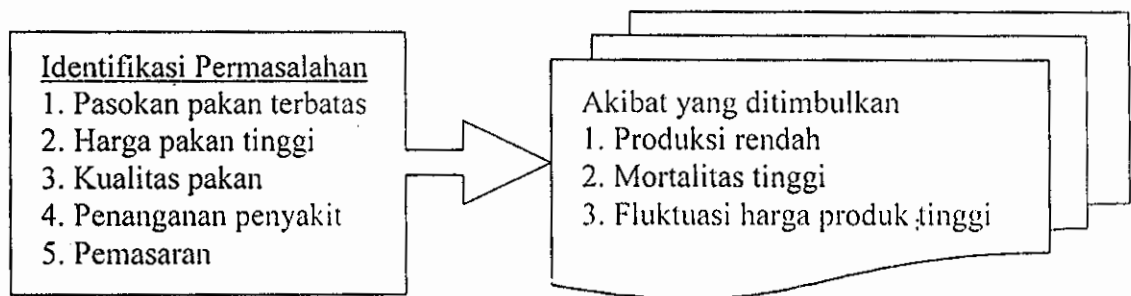 Identifikasi Permasalahan
1. Pasokan pakan terbatas
2. Harga pakan tinggi
3. Kualitas pakan
4. Penanganan penyakit
5. Pemasaran
Akibat yang ditimbulkan
1. Produksi rendah
2. Mortalitas tinggi
3. Fluktuasi harga produk tinggi